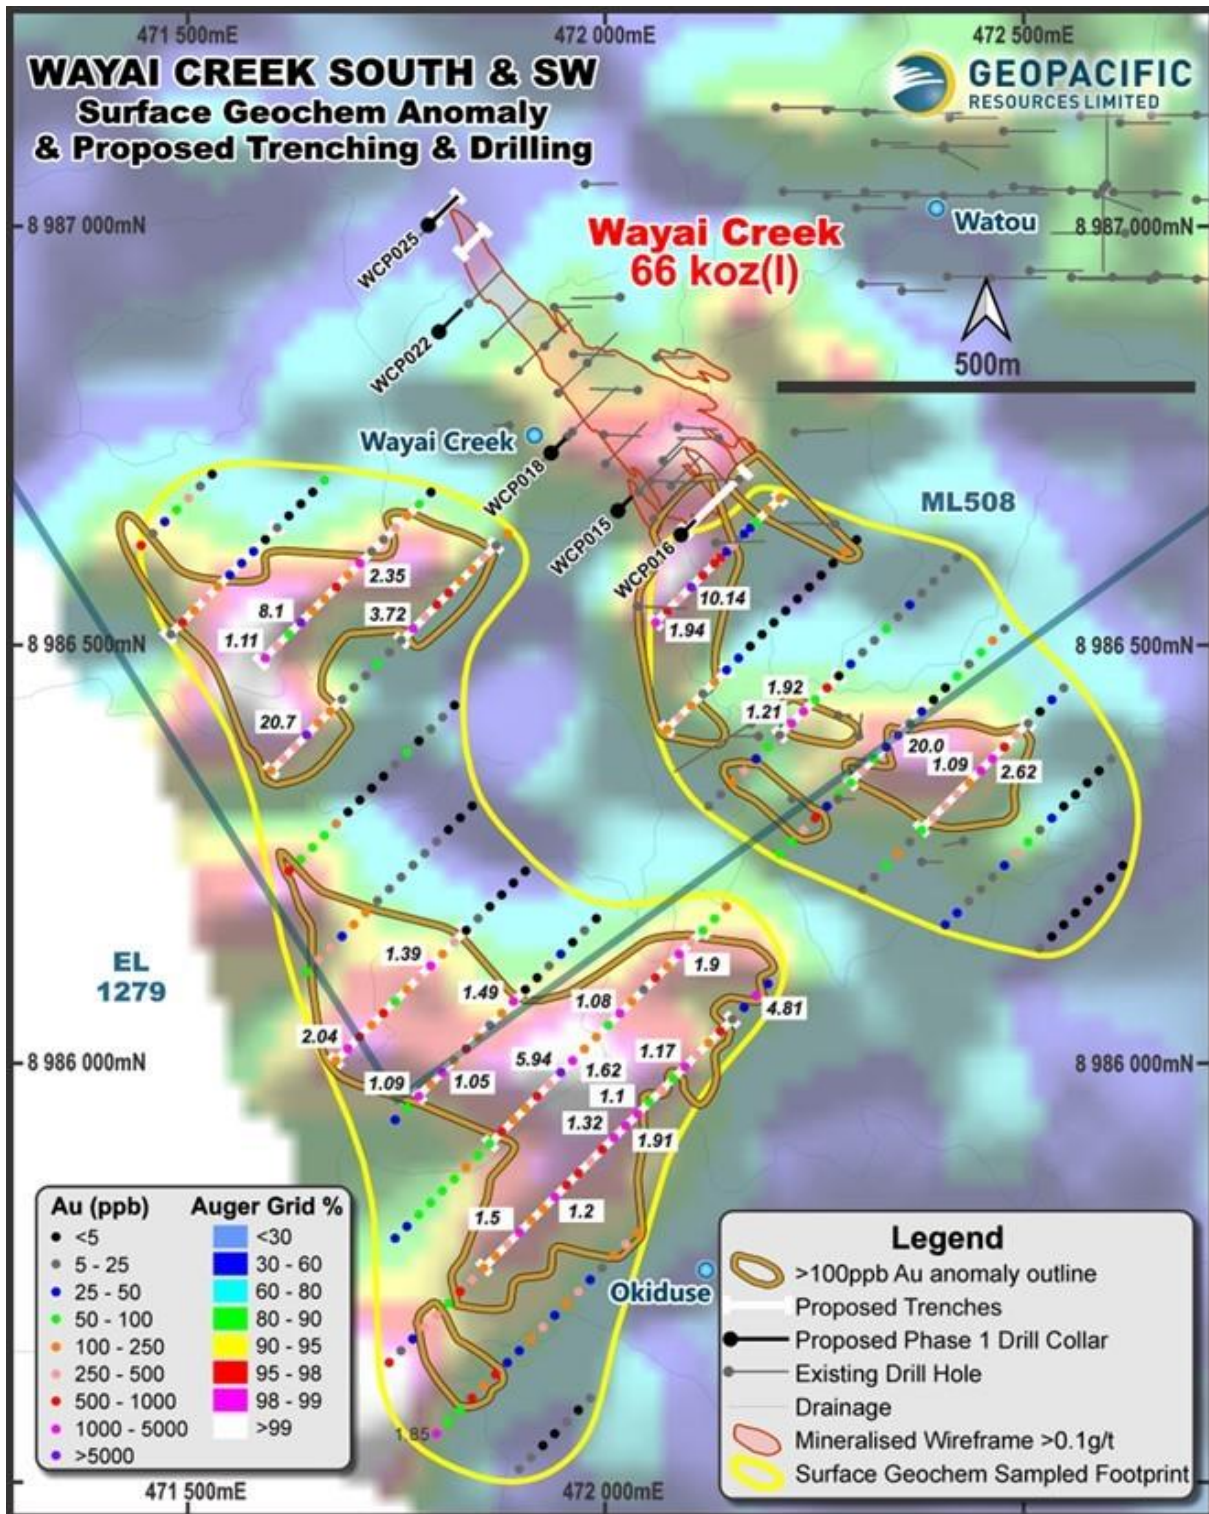 471 500mE
472 000mE
472 500mE
WAYAI CREEK SOUTH & SW
Surface Geochem Anomaly
& Proposed Trenching & Drilling
GEOPACIFIC
RESOURCES LIMITED
8 987 000mN
Wayai Creek
66 koz(I)
Watou
8 987 000mN
WCP025
WCP022
500m
Wayai Creek
WCP018
WCP015
WCP016
ML508
2.35
8.1
3.72
1.11
10.14
1.94
8 986 500mN
8 986 500mN
1.92
1.21
20.7
20.0
1.09
2.62
EL
1279
1.39
1.9
1.49
1.08
4.81
2.04
8 986 000mN
5.94
1.17
8 986 000mN
1.09
1.05
1.62
1.1
1.32
1.91
1.5
1.2
Okiduse
1.85
Au (ppb)
<5
5 - 25
25 - 50
50 - 100
100 - 250
250 - 500
500 - 1000
1000 - 5000
>5000
Auger Grid %
<30
30 - 60
60 - 80
80 - 90
90 - 95
95 - 98
98 - 99
>99
Legend
>100ppb Au anomaly outline
Proposed Trenches
Proposed Phase 1 Drill Collar
Existing Drill Hole
Drainage
Mineralised Wireframe >0.1g/t
Surface Geochem Sampled Footprint
471 500mE
472 000mE